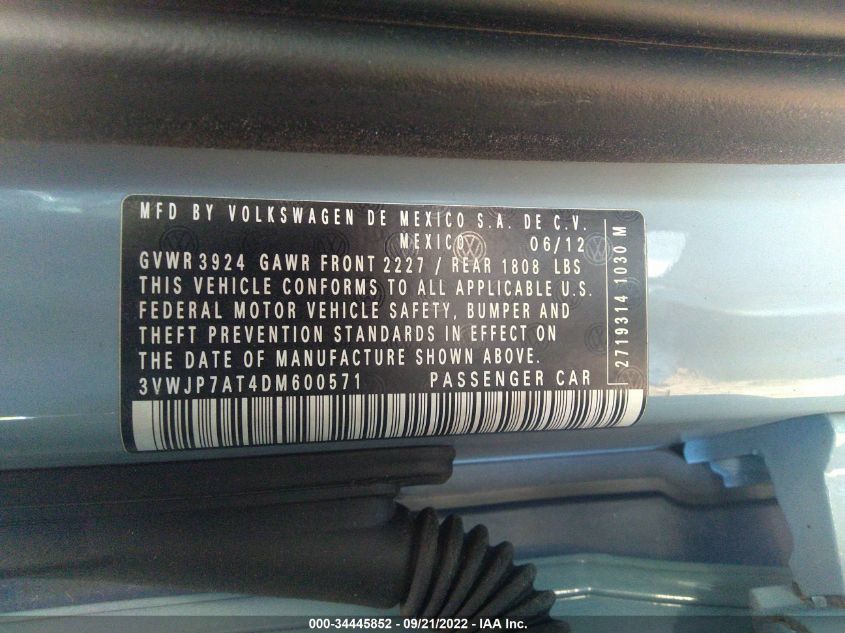 MFD BY VOLKSWAGEN DE MEXICO S.A. DE C.V.
MEXICO 06/12
GVWR 3924 GAWR FRONT 2227 / REAR 1808 LBS
THIS VEHICLE CONFORMS TO ALL APPLICABLE U.S.
FEDERAL MOTOR VEHICLE SAFETY, BUMPER AND
THEFT PREVENTION STANDARDS IN EFFECT ON
THE DATE OF MANUFACTURE SHOWN ABOVE.
3VWJP7AT4DM600571 PASSENGER CAR
2719314 1030 M
000-34445852 - 09/21/2022 - IAA Inc.